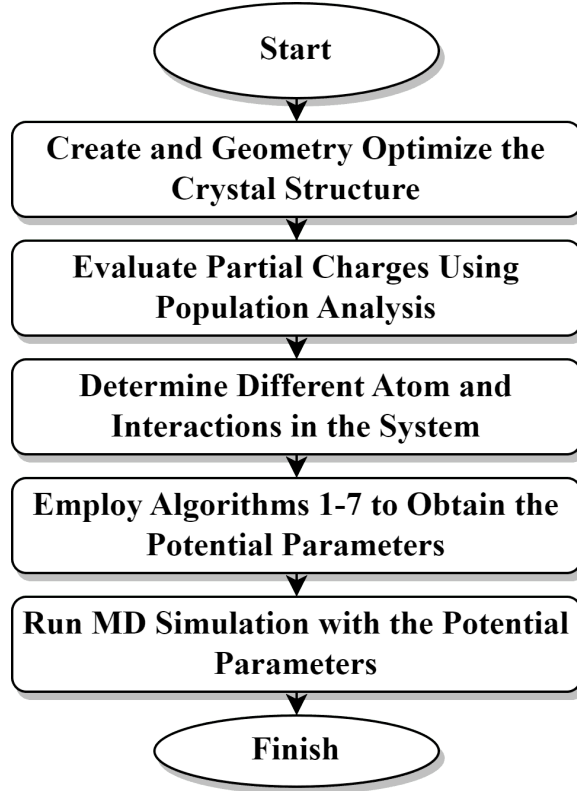 Start
Create and Geometry Optimize the
Crystal Structure
Evaluate Partial Charges Using
Population Analysis
Determine Different Atom and
Interactions in the System
Employ Algorithms 1-7 to Obtain the
Potential Parameters
Run MD Simulation with the Potential
Parameters
Finish